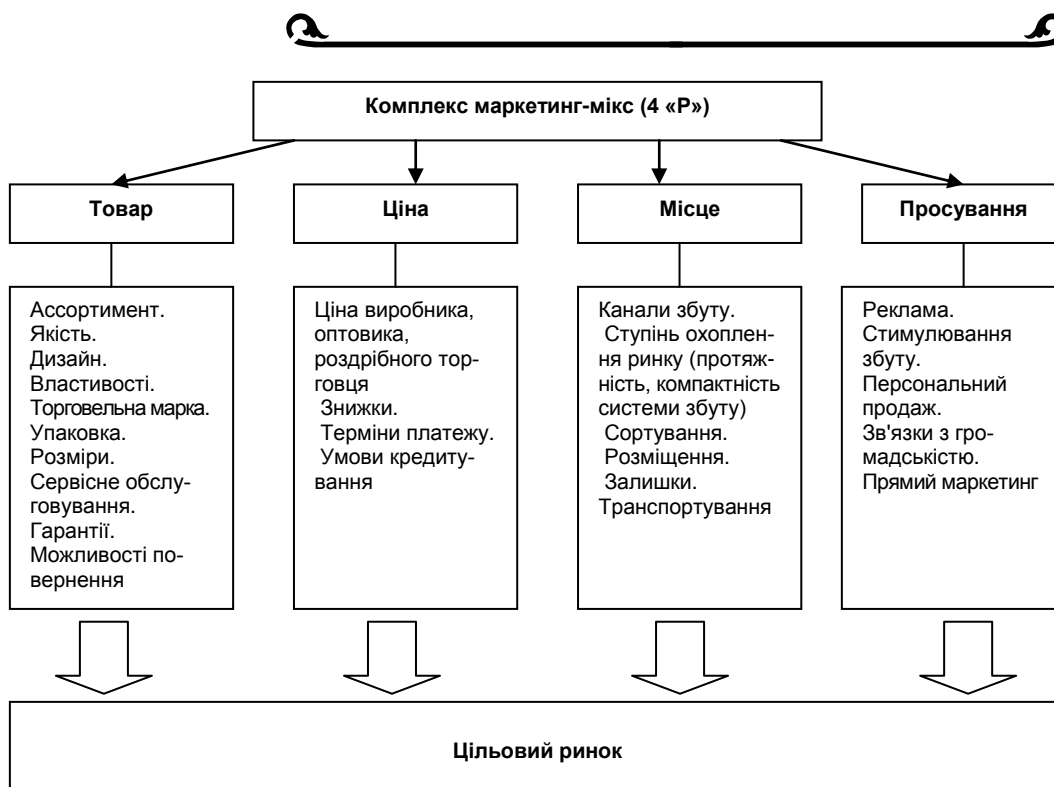 Комплекс маркетинг-мікс (4 «Р»)
Товар
Ціна
Місце
Просування
Ассортимент.
Якість.
Дизайн.
Властивості.
Торговельна марка.
Упаковка.
Розміри.
Сервісне обслу-
говування.
Гарантії.
Можливості по-
вернення
Ціна виробника,
оптовика,
роздрібного тор-
говця
Знижки.
Терміни платежу.
Умови кредиту-
вання
Канали збуту.
Ступінь охоплен-
ня ринку (протяж-
ність, компактність
системи збуту)
Сортування.
Розміщення.
Залишки.
Транспортування
Реклама.
Стимулювання
збуту.
Персональний
продаж.
Зв'язки з гро-
мадськістю.
Прямий маркетинг
Цільовий ринок